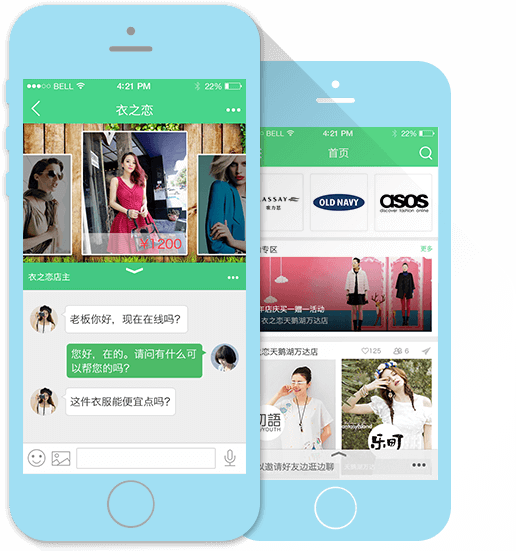 BELL 4:21 PM 22%
衣之恋
¥1200
衣之恋店主
老板你好,现在在线吗?
您好,在的。请问有什么可
以帮您的吗?
这件衣服能便宜点吗?
BELL 4:21 PM 22%
首页
OLD NAVY
asos
discover fashion online
专区
更多
年店庆买一赠一活动
衣之恋天鹅湖万达店
恋天鹅湖万达店
125
6
初語
YOUTH
乐町
以邀请好友边逛边聊